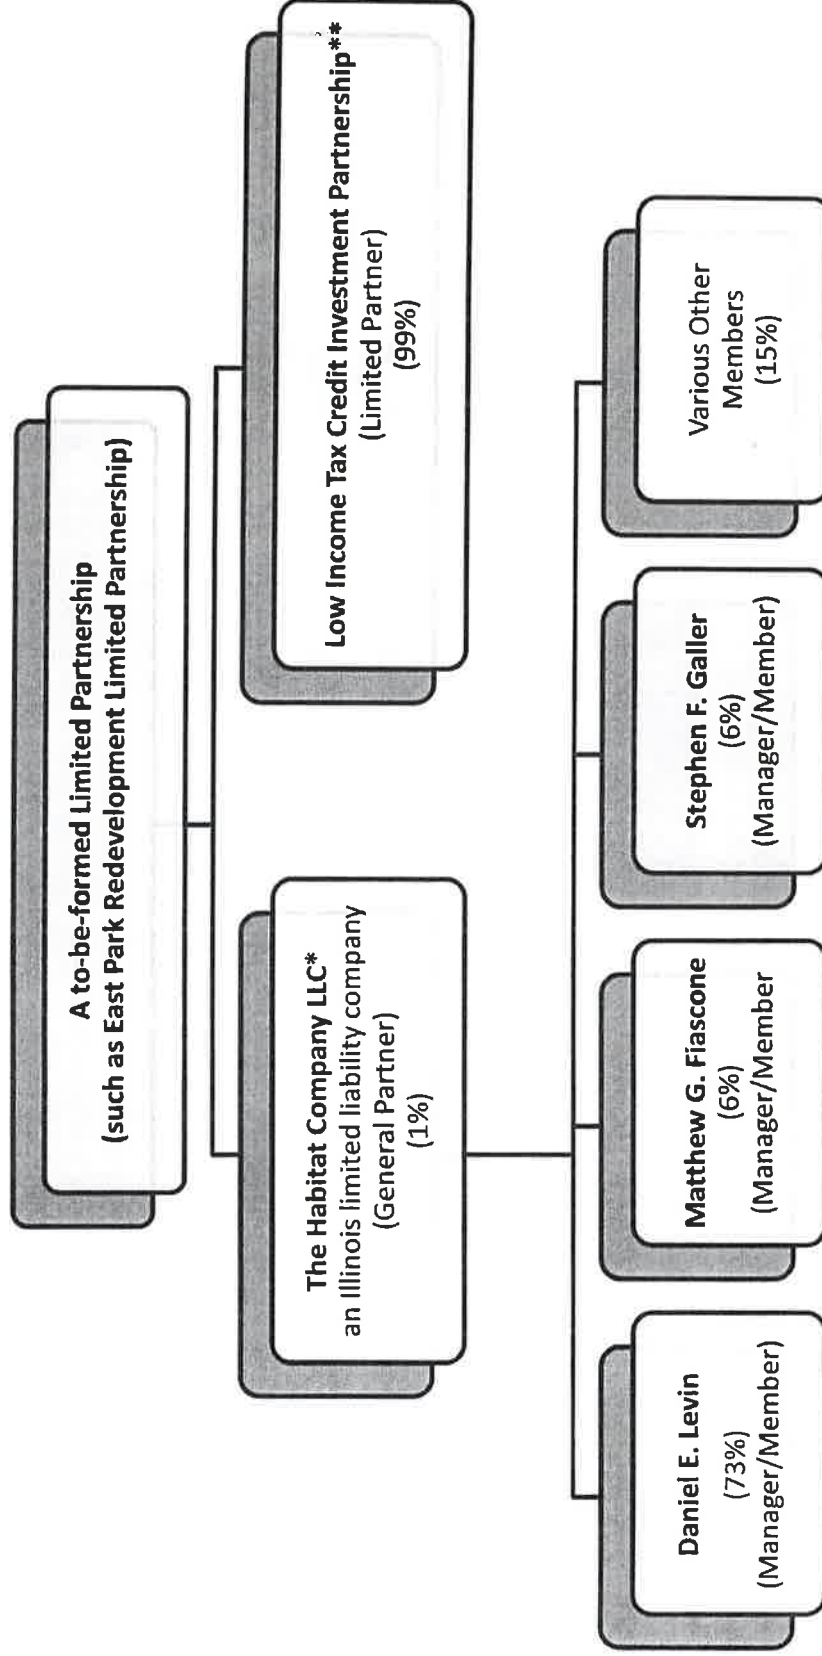 A to-be-formed Limited Partnership
(such as East Park Redevelopment Limited Partnership)
The Habitat Company LLC*
an Illinois limited liability company
(General Partner)
(1%)
Low Income Tax Credit Investment Partnership**
(Limited Partner)
(99%)
Daniel E. Levin
(73%)
(Manager/Member)
Matthew G. Fiascone
(6%)
(Manager/Member
Stephen F. Galler
(6%)
(Manager/Member)
Various Other
Members
(15%)